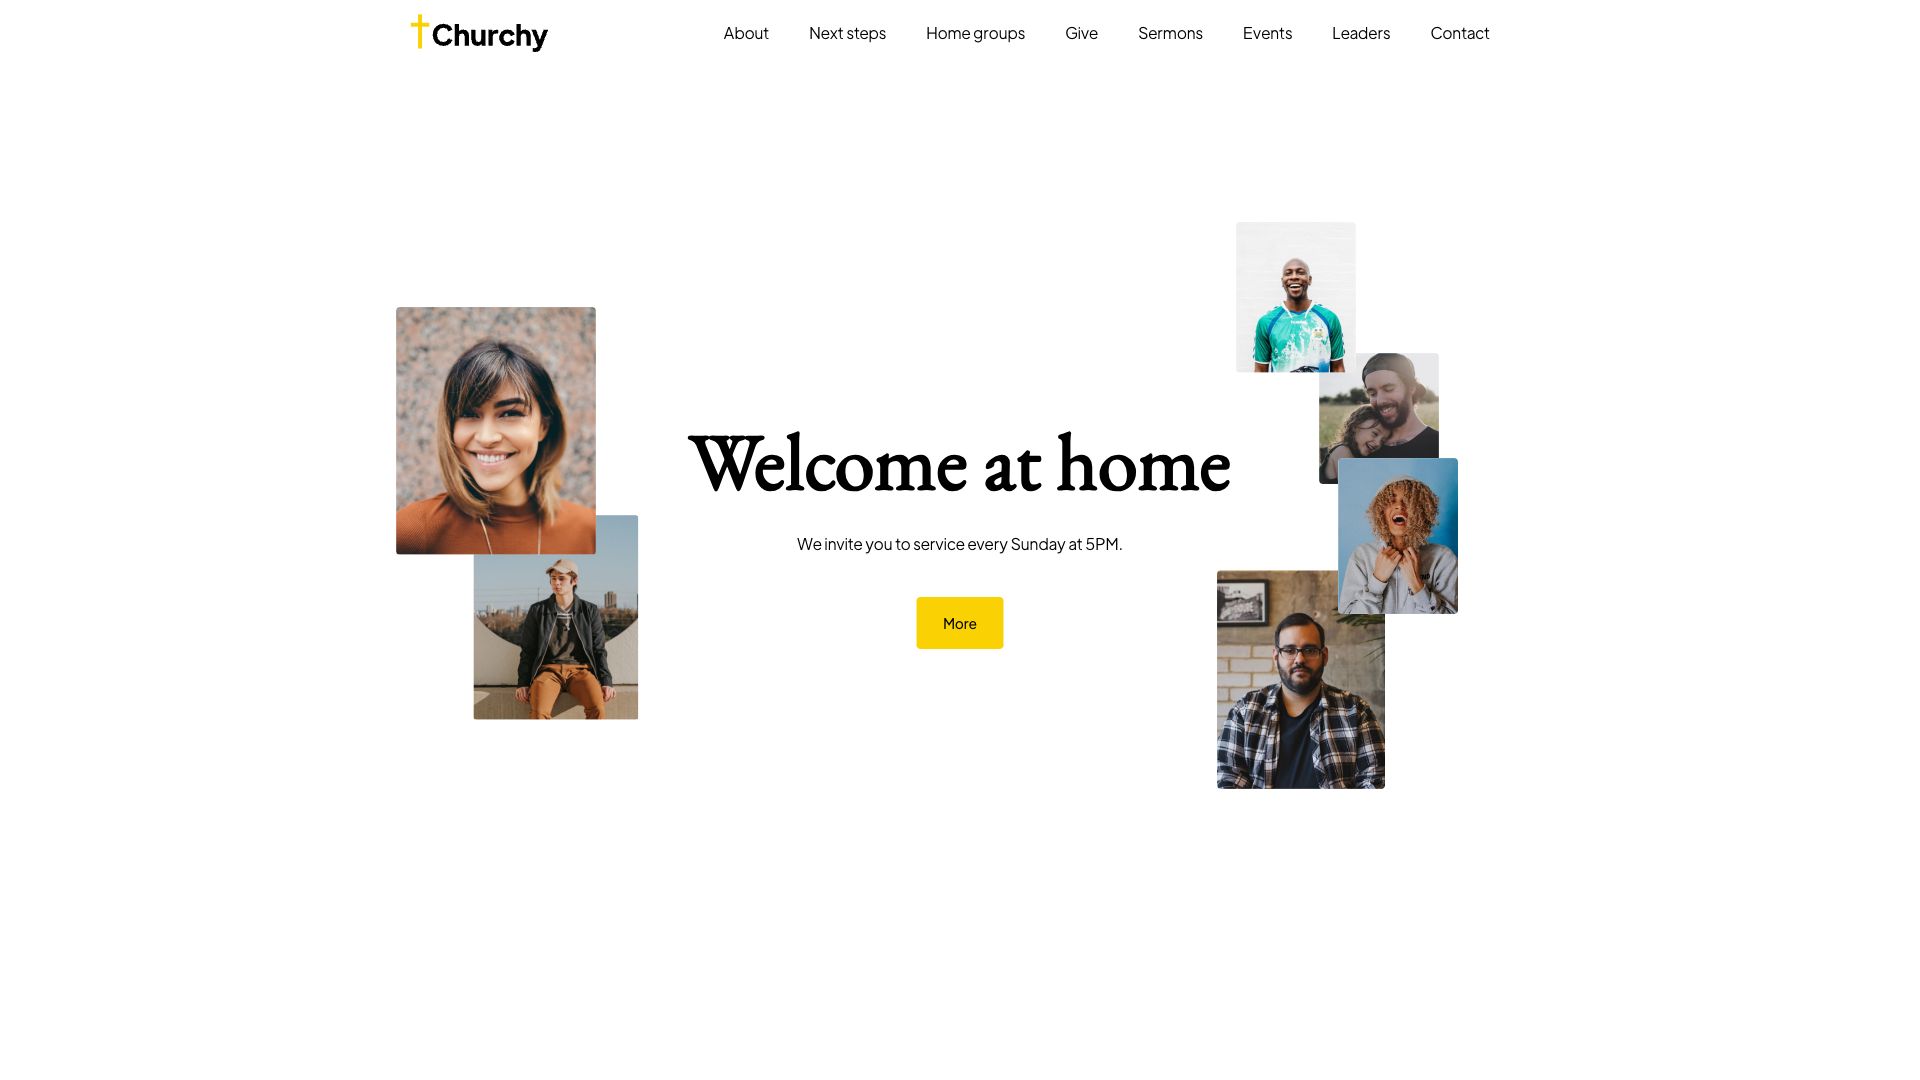 Churchy
About
Next steps
Home groups
Give
Sermons
Events
Leaders
Contact
Welcome at home
We invite you to service every Sunday at 5PM.
More